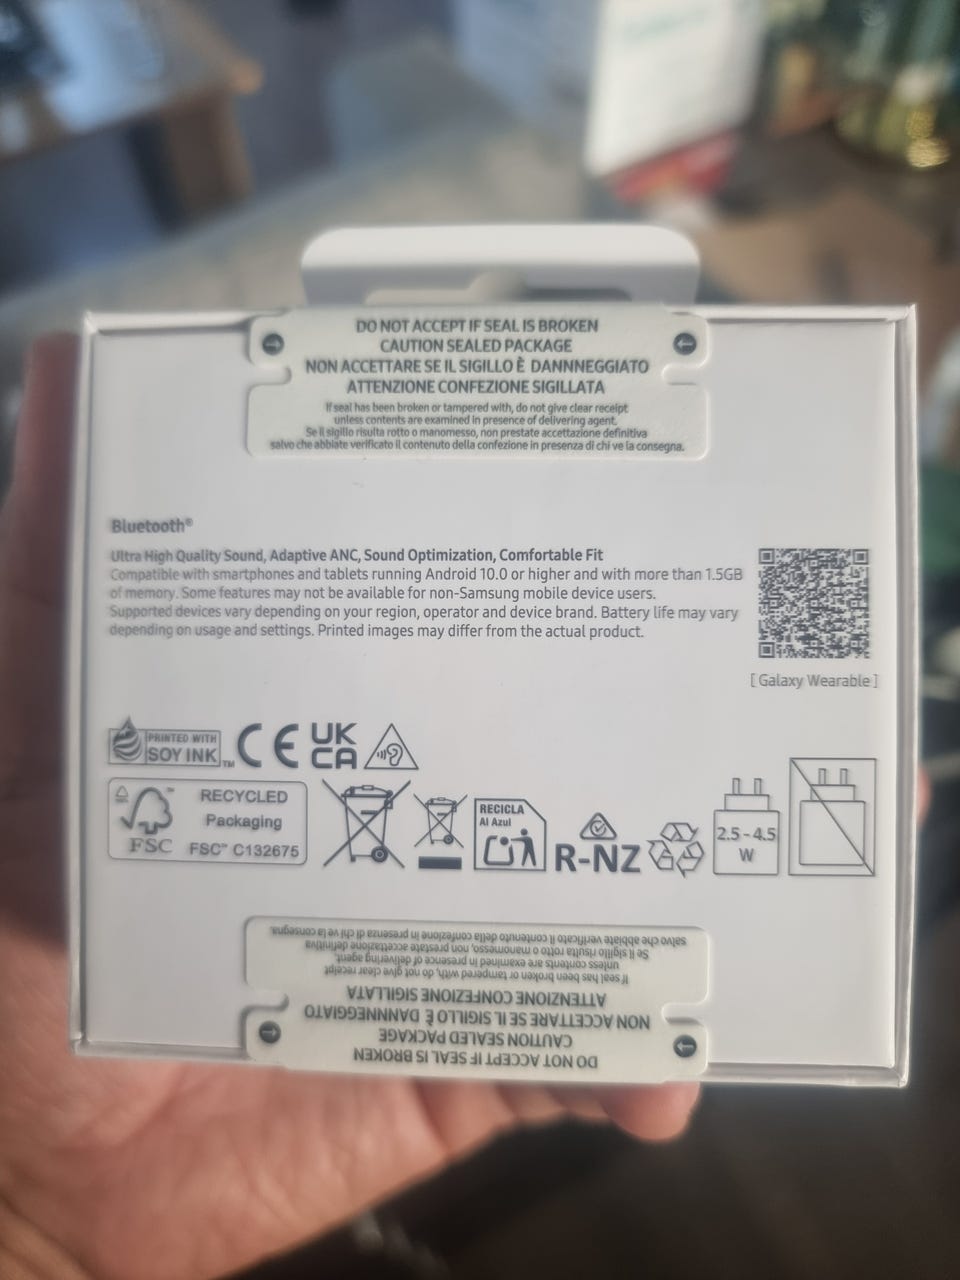 DO NOT ACCEPT IF SEAL IS BROKEN
CAUTION SEALED PACKAGE
NON ACCETTARE SE IL SIGILLO È DANNNEGGIATO
ATTENZIONE CONFEZIONE SIGILLATA
If seal has been broken or tampered with, do not give clear receipt
unless contents are examined in presence of delivering agent.
Se il sigillo risulta rotto o manomesso, non prestate accettazione definitiva
salvo che abbiate verificato il contenuto della confezione in presenza di chi ve la consegna.
Bluetooth®
Ultra High Quality Sound, Adaptive ANC, Sound Optimization, Comfortable Fit
Compatible with smartphones and tablets running Android 10.0 or higher and with more than 1.5GB
of memory. Some features may not be available for non-Samsung mobile device users.
Supported devices vary depending on your region, operator and device brand. Battery life may vary
depending on usage and settings. Printed images may differ from the actual product.
[ Galaxy Wearable ]
PRINTED WITH
SOY INK™
CE
UK
CA
FSC
RECYCLED
Packaging
FSC™ C132675
RECICLA
Al Azul
R-NZ
2.5 - 4.5
W
DO NOT ACCEPT IF SEAL IS BROKEN
CAUTION SEALED PACKAGE
NON ACCETTARE SE IL SIGILLO È DANNNEGGIATO
ATTENZIONE CONFEZIONE SIGILLATA
If seal has been broken or tampered with, do not give clear receipt
unless contents are examined in presence of delivering agent.
Se il sigillo risulta rotto o manomesso, non prestate accettazione definitiva
salvo che abbiate verificato il contenuto della confezione in presenza di chi ve la consegna.